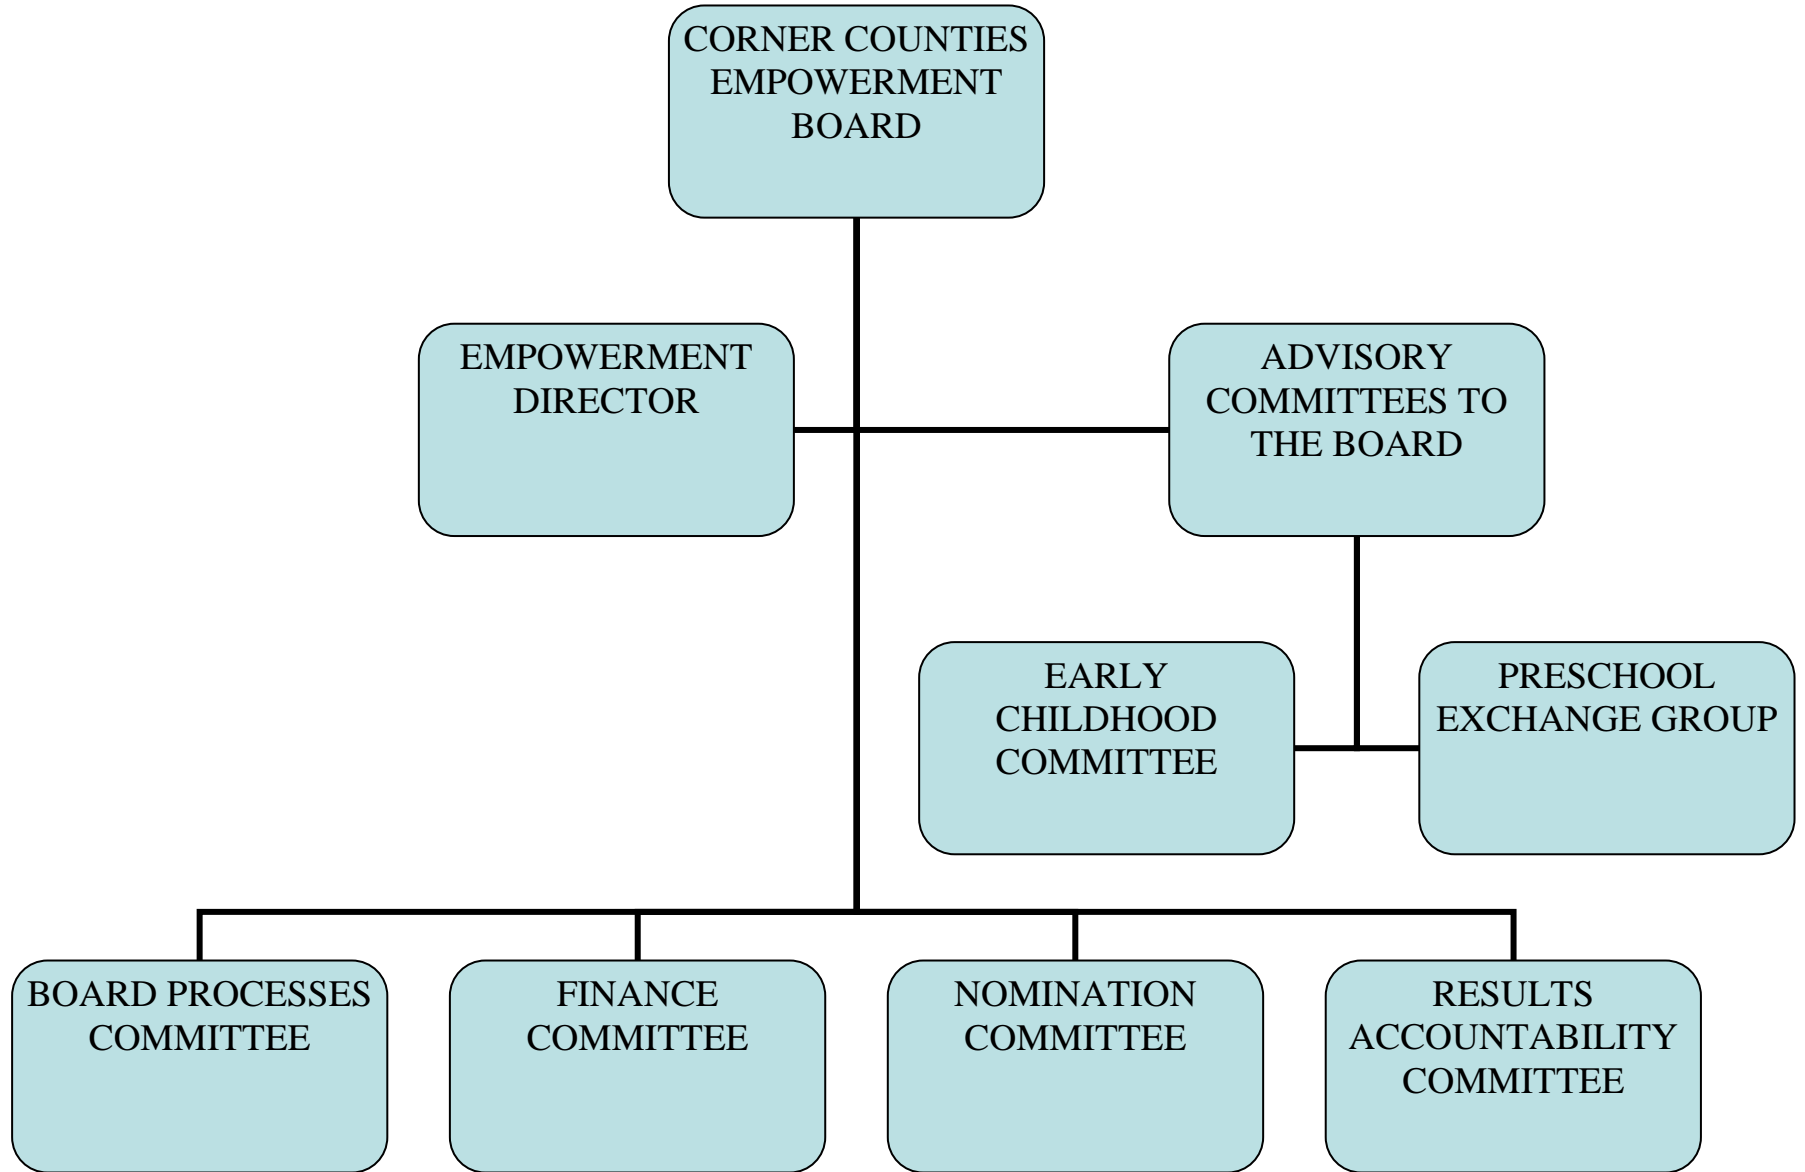 CORNER COUNTIES
EMPOWERMENT
BOARD
EMPOWERMENT
DIRECTOR
ADVISORY
COMMITTEES TO
THE BOARD
EARLY
CHILDHOOD
COMMITTEE
PRESCHOOL
EXCHANGE GROUP
BOARD PROCESSES
COMMITTEE
FINANCE
COMMITTEE
NOMINATION
COMMITTEE
RESULTS
ACCOUNTABILITY
COMMITTEE